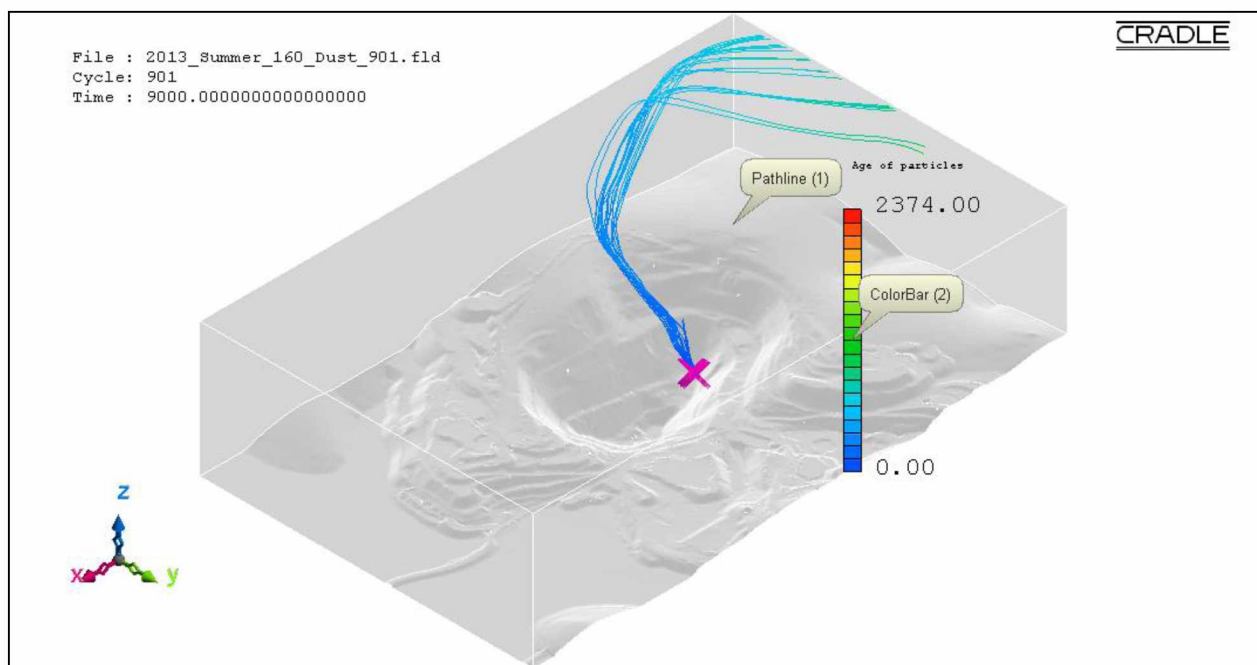 File : 2013_Summer_160_Dust_901.fld
Cycle: 901
Time : 9000.0000000000000000
CRADLE
Age of particles
Pathline (1)
2374.00
ColorBar (2)
0.00
z
x
y